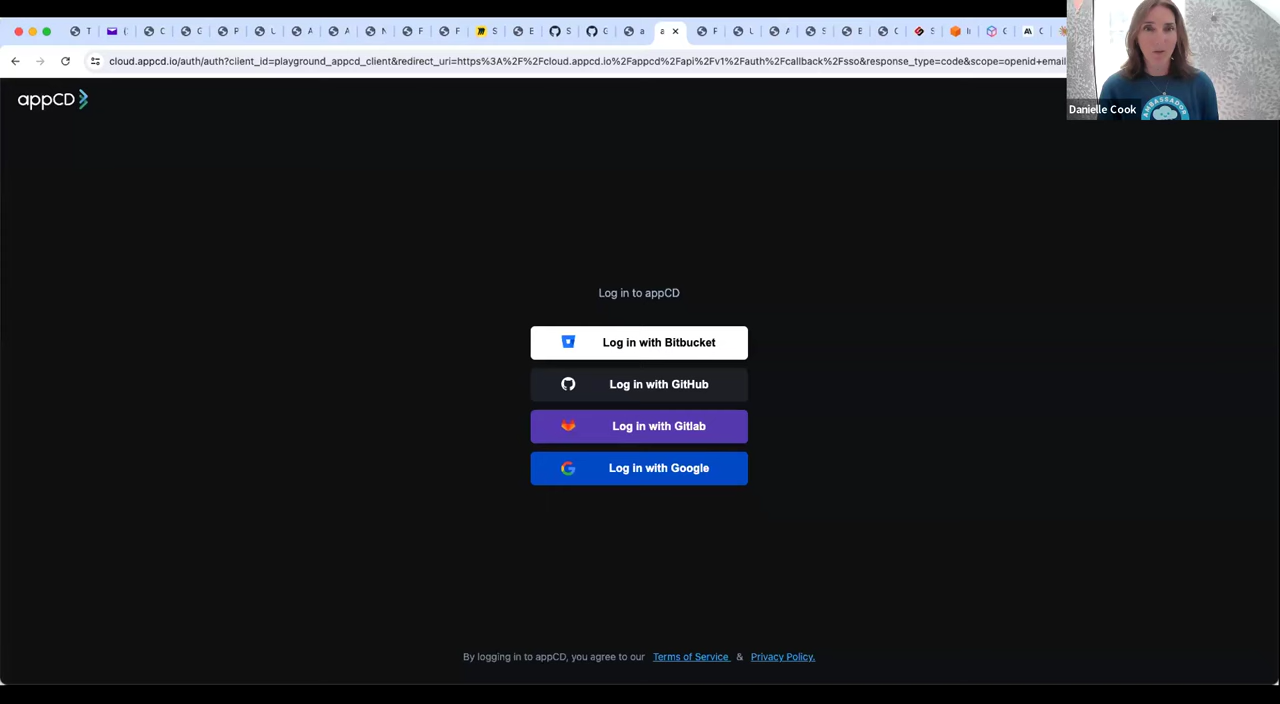 cloud.appcd.io/auth/auth?client_id=playground_appcd_client&redirect_uri=https%3A%2F%2Fcloud.appcd.io%2Fappcd%2Fapi%2Fv1%2Fauth%2Fcallback%2Fsso&response_type=code&scope=openid+email
appCD
AMBASSADOR
Danielle Cook
Log in to appCD
Log in with Bitbucket
Log in with GitHub
Log in with Gitlab
Log in with Google
By logging in to appCD, you agree to our Terms of Service & Privacy Policy.